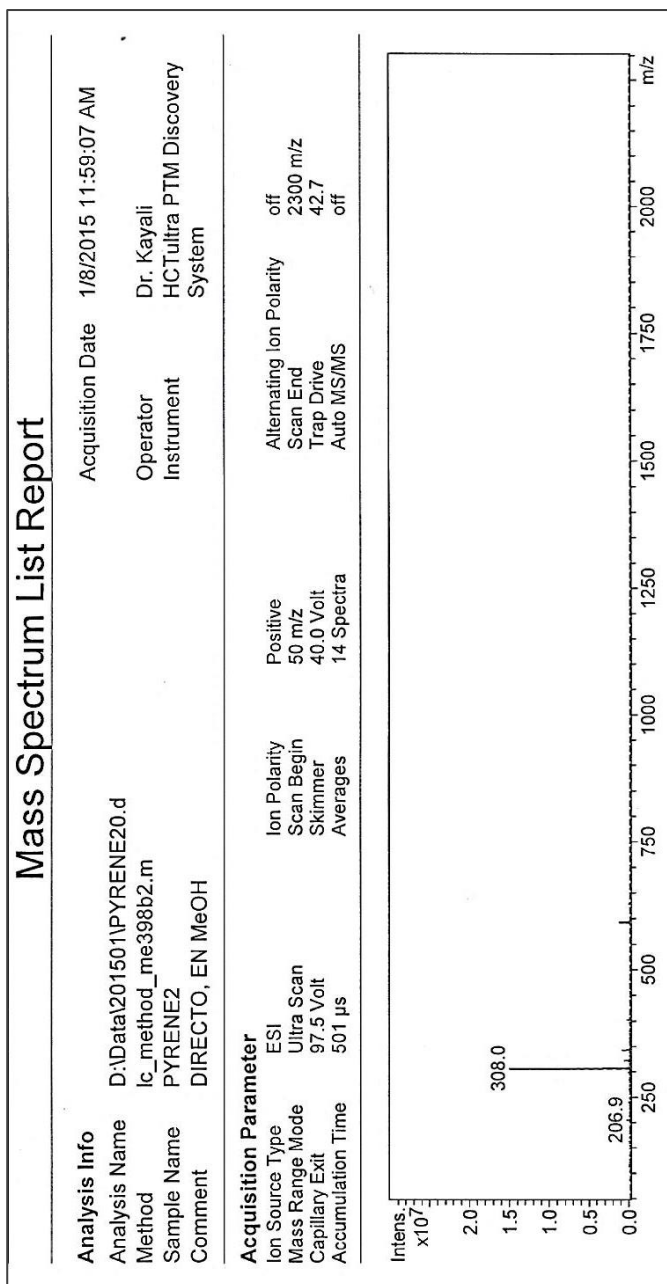 Mass Spectrum List Report
Analysis Info
Acquisition Date 1/8/2015 11:59:07 AM
Analysis Name D:\Data\201501\PYRENE20.d
Method lc_method_me398b2.m Operator Dr. Kayali
Sample Name PYRENE2 Instrument HCTultra PTM Discovery
Comment DIRECTO, EN MeOH System
Acquisition Parameter
Ion Source Type ESI Ion Polarity Positive Alternating Ion Polarity off
Mass Range Mode Ultra Scan Scan Begin 50 m/z Scan End 2300 m/z
Capillary Exit 97.5 Volt Skimmer 40.0 Volt Trap Drive 42.7
Accumulation Time 501 µs Averages 14 Spectra Auto MS/MS off
Intens.
x10⁷
2.0
1.5
1.0
0.5
0.0
308.0
206.9
250 500 750 1000 1250 1500 1750 2000 m/z